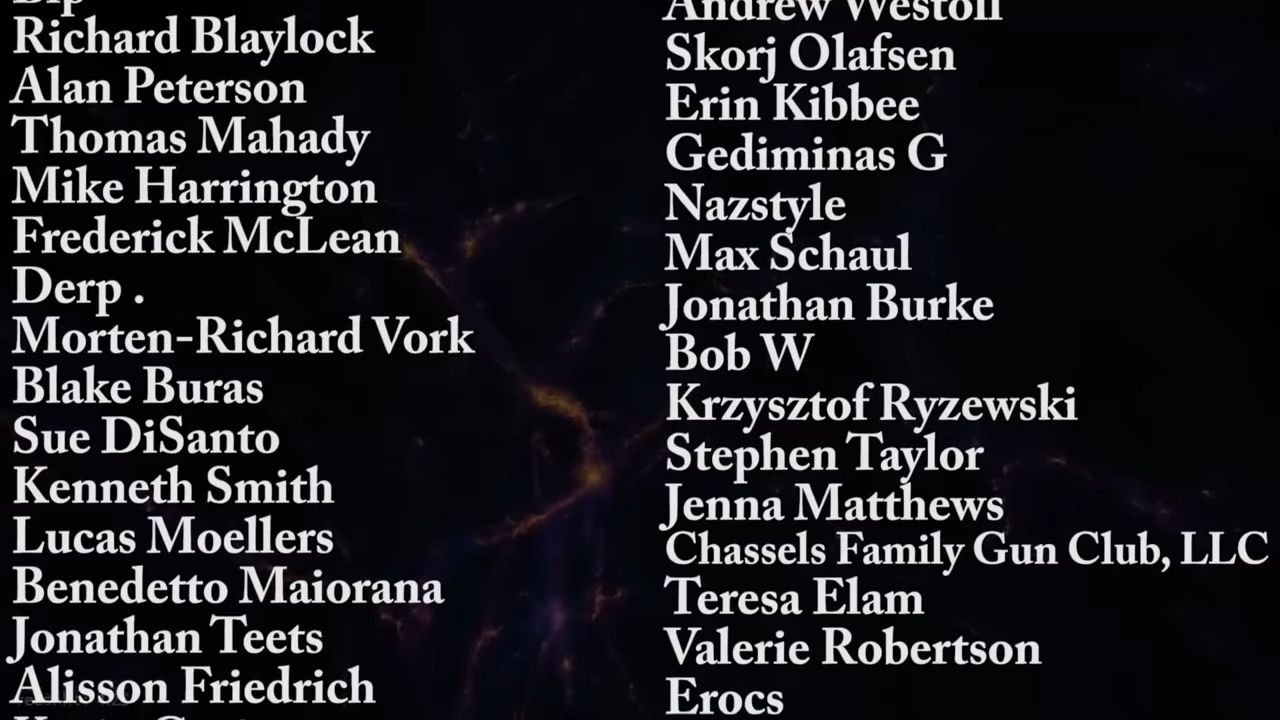 Richard Blaylock
Alan Peterson
Thomas Mahady
Mike Harrington
Frederick McLean
Derp .
Morten-Richard Vork
Blake Buras
Sue DiSanto
Kenneth Smith
Lucas Moellers
Benedetto Maiorana
Jonathan Teets
Alisson Friedrich
Andrew Westoll
Skorj Olafsen
Erin Kibbee
Gediminas G
Nazstyle
Max Schaul
Jonathan Burke
Bob W
Krzysztof Ryzewski
Stephen Taylor
Jenna Matthews
Chassels Family Gun Club, LLC
Teresa Elam
Valerie Robertson
Erocs